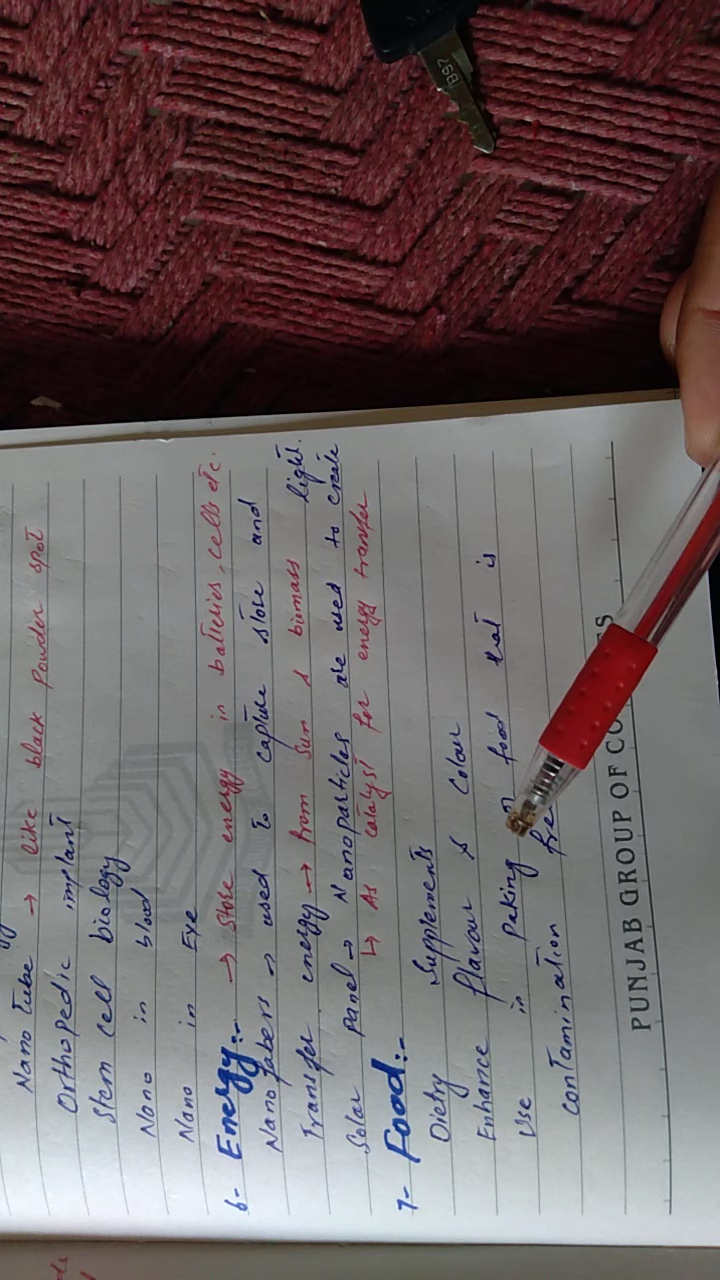 Nano tube → like black powder spot
Orthopedic implant
Stem cell biology
Nano in blood
Nano in Eye
6- Energy:- → Store energy in batteries, cells etc.
Nano fabers → used to capture store and
Transfer energy → from sun & biomass light.
Solar panel → Nanoparticles are used to create
↳ As catalyst for energy transfer
7- Food:-
Dietry Supplements
Enhance flavour & Colour
Use in paking food that is
contamination free
PUNJAB GROUP OF CO
B97